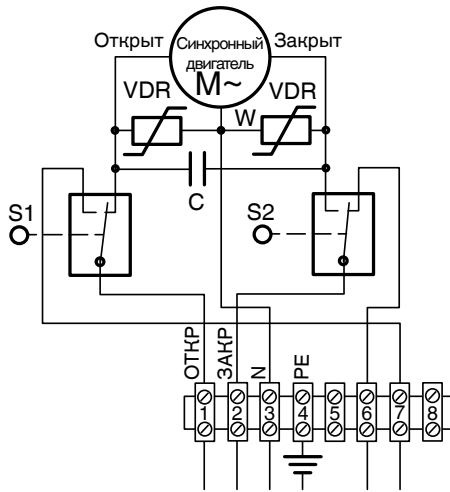 Открыт
Синхронный
Закрыт
двигатель
M~
VDR
VDR
W
C
S1
S2
ОТКР
ЗАКР
N
PE
1 2 3 4 5 6 7 8